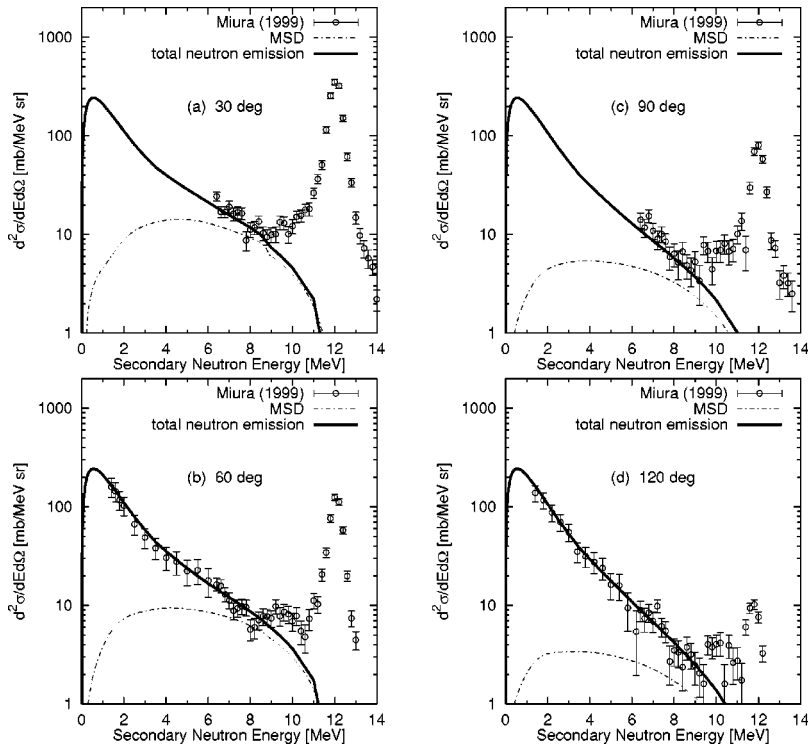 Miura (1999)
MSD
total neutron emission
(a) 30 deg
1000
100
10
1
d²σ/dEdΩ [mb/MeV sr]
0 2 4 6 8 10 12 14
Secondary Neutron Energy [MeV]
Miura (1999)
MSD
total neutron emission
(c) 90 deg
1000
100
10
1
d²σ/dEdΩ [mb/MeV sr]
0 2 4 6 8 10 12 14
Secondary Neutron Energy [MeV]
Miura (1999)
MSD
total neutron emission
(b) 60 deg
1000
100
10
1
d²σ/dEdΩ [mb/MeV sr]
0 2 4 6 8 10 12 14
Secondary Neutron Energy [MeV]
Miura (1999)
MSD
total neutron emission
(d) 120 deg
1000
100
10
1
d²σ/dEdΩ [mb/MeV sr]
0 2 4 6 8 10 12 14
Secondary Neutron Energy [MeV]